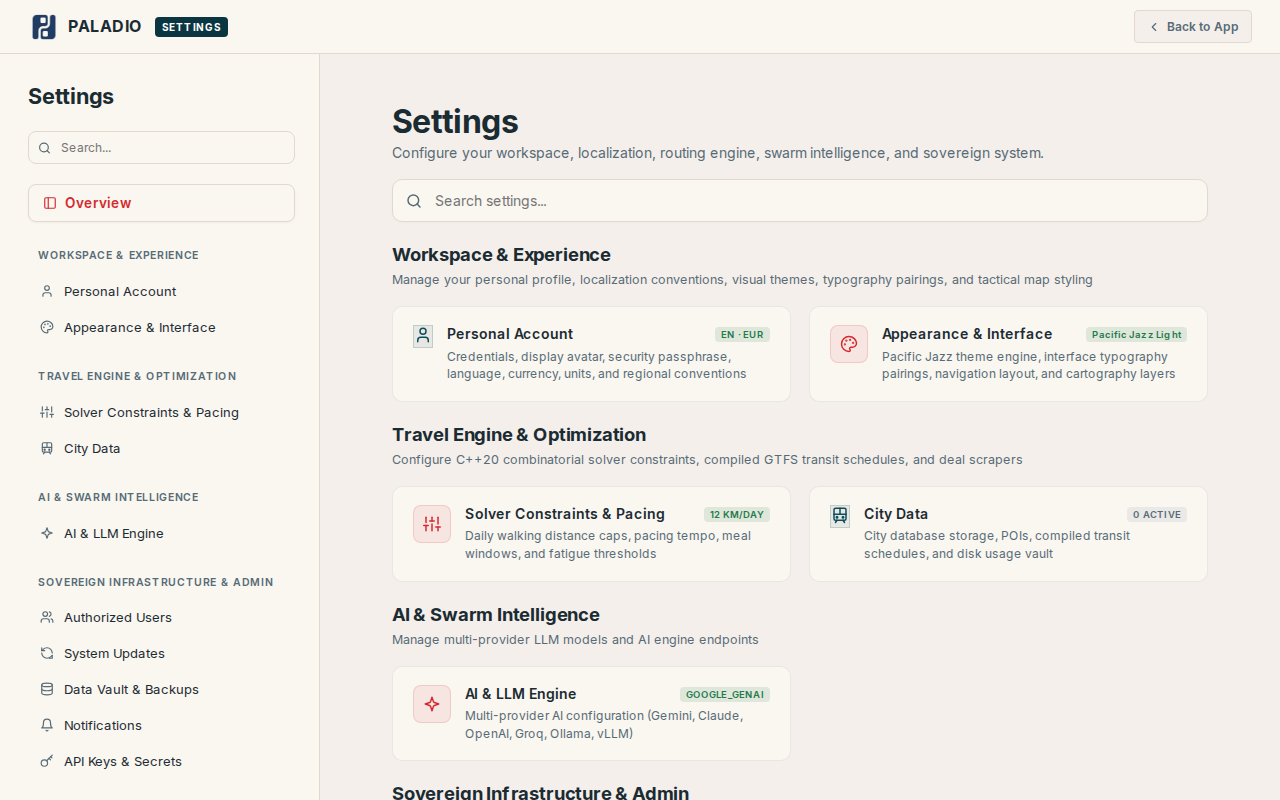 PALADIO
SETTINGS
Back to App
Settings
Search...
Overview
WORKSPACE & EXPERIENCE
Personal Account
Appearance & Interface
TRAVEL ENGINE & OPTIMIZATION
Solver Constraints & Pacing
City Data
AI & SWARM INTELLIGENCE
AI & LLM Engine
SOVEREIGN INFRASTRUCTURE & ADMIN
Authorized Users
System Updates
Data Vault & Backups
Notifications
API Keys & Secrets
Settings
Configure your workspace, localization, routing engine, swarm intelligence, and sovereign system.
Search settings...
Workspace & Experience
Manage your personal profile, localization conventions, visual themes, typography pairings, and tactical map styling
Personal Account
EN · EUR
Credentials, display avatar, security passphrase,
language, currency, units, and regional conventions
Appearance & Interface
Pacific Jazz Light
Pacific Jazz theme engine, interface typography
pairings, navigation layout, and cartography layers
Travel Engine & Optimization
Configure C++20 combinatorial solver constraints, compiled GTFS transit schedules, and deal scrapers
Solver Constraints & Pacing
12 KM/DAY
Daily walking distance caps, pacing tempo, meal
windows, and fatigue thresholds
City Data
0 ACTIVE
City database storage, POIs, compiled transit
schedules, and disk usage vault
AI & Swarm Intelligence
Manage multi-provider LLM models and AI engine endpoints
AI & LLM Engine
GOOGLE_GENAI
Multi-provider AI configuration (Gemini, Claude,
OpenAI, Groq, Ollama, vLLM)
Sovereign Infrastructure & Admin